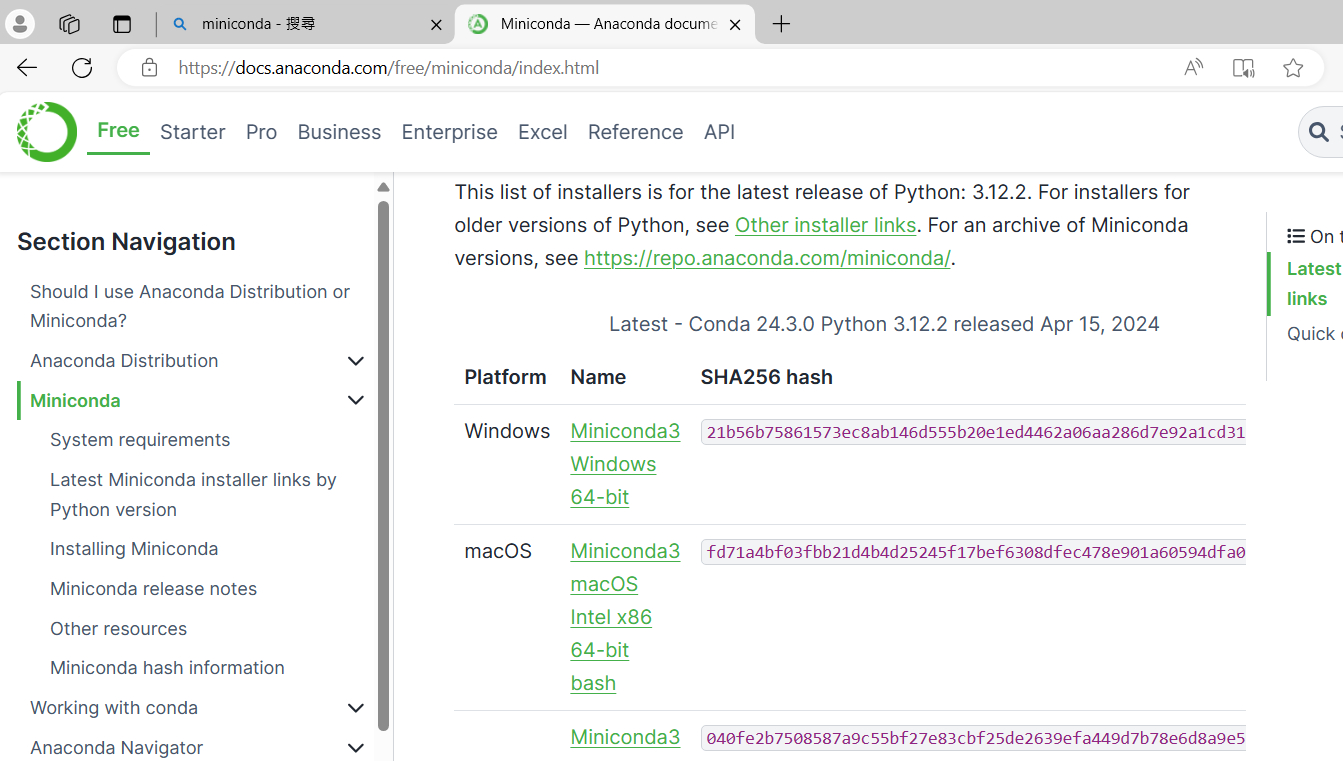 miniconda - 搜尋
Miniconda — Anaconda docume
https://docs.anaconda.com/free/miniconda/index.html
Free Starter Pro Business Enterprise Excel Reference API
Section Navigation
Should I use Anaconda Distribution or
Miniconda?
Anaconda Distribution
Miniconda
System requirements
Latest Miniconda installer links by
Python version
Installing Miniconda
Miniconda release notes
Other resources
Miniconda hash information
Working with conda
Anaconda Navigator
This list of installers is for the latest release of Python: 3.12.2. For installers for
older versions of Python, see Other installer links. For an archive of Miniconda
versions, see https://repo.anaconda.com/miniconda/.
Latest - Conda 24.3.0 Python 3.12.2 released Apr 15, 2024
Platform Name SHA256 hash
Windows Miniconda3 21b56b75861573ec8ab146d555b20e1ed4462a06aa286d7e92a1cd31
Windows
64-bit
macOS Miniconda3 fd71a4bf03fbb21d4b4d25245f17bef6308dfec478e901a60594dfa0
macOS
Intel x86
64-bit
bash
Miniconda3 040fe2b7508587a9c55bf27e83cbf25de2639efa449d7b78e6d8a9e5
On t
Latest
links
Quick